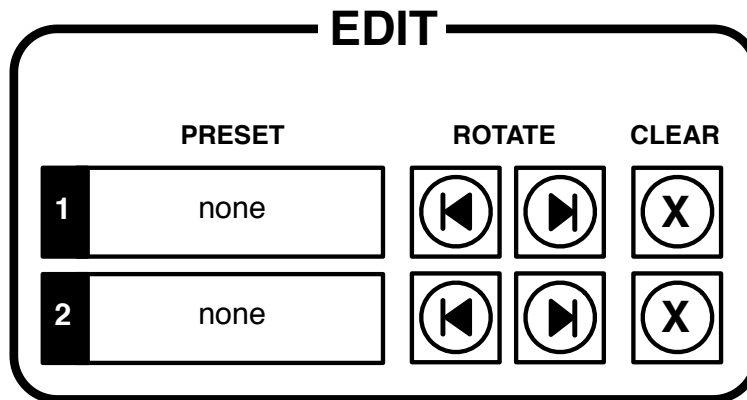 EDIT
PRESET ROTATE CLEAR
1 none X
2 none X